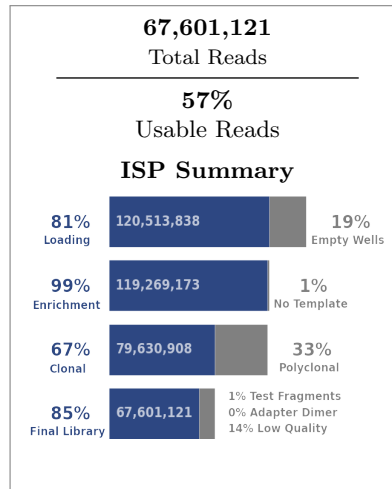 67,601,121
Total Reads
57%
Usable Reads
ISP Summary
81%
Loading
120,513,838
19%
Empty Wells
99%
Enrichment
119,269,173
1%
No Template
67%
Clonal
79,630,908
33%
Polyclonal
85%
Final Library
67,601,121
1% Test Fragments
0% Adapter Dimer
14% Low Quality